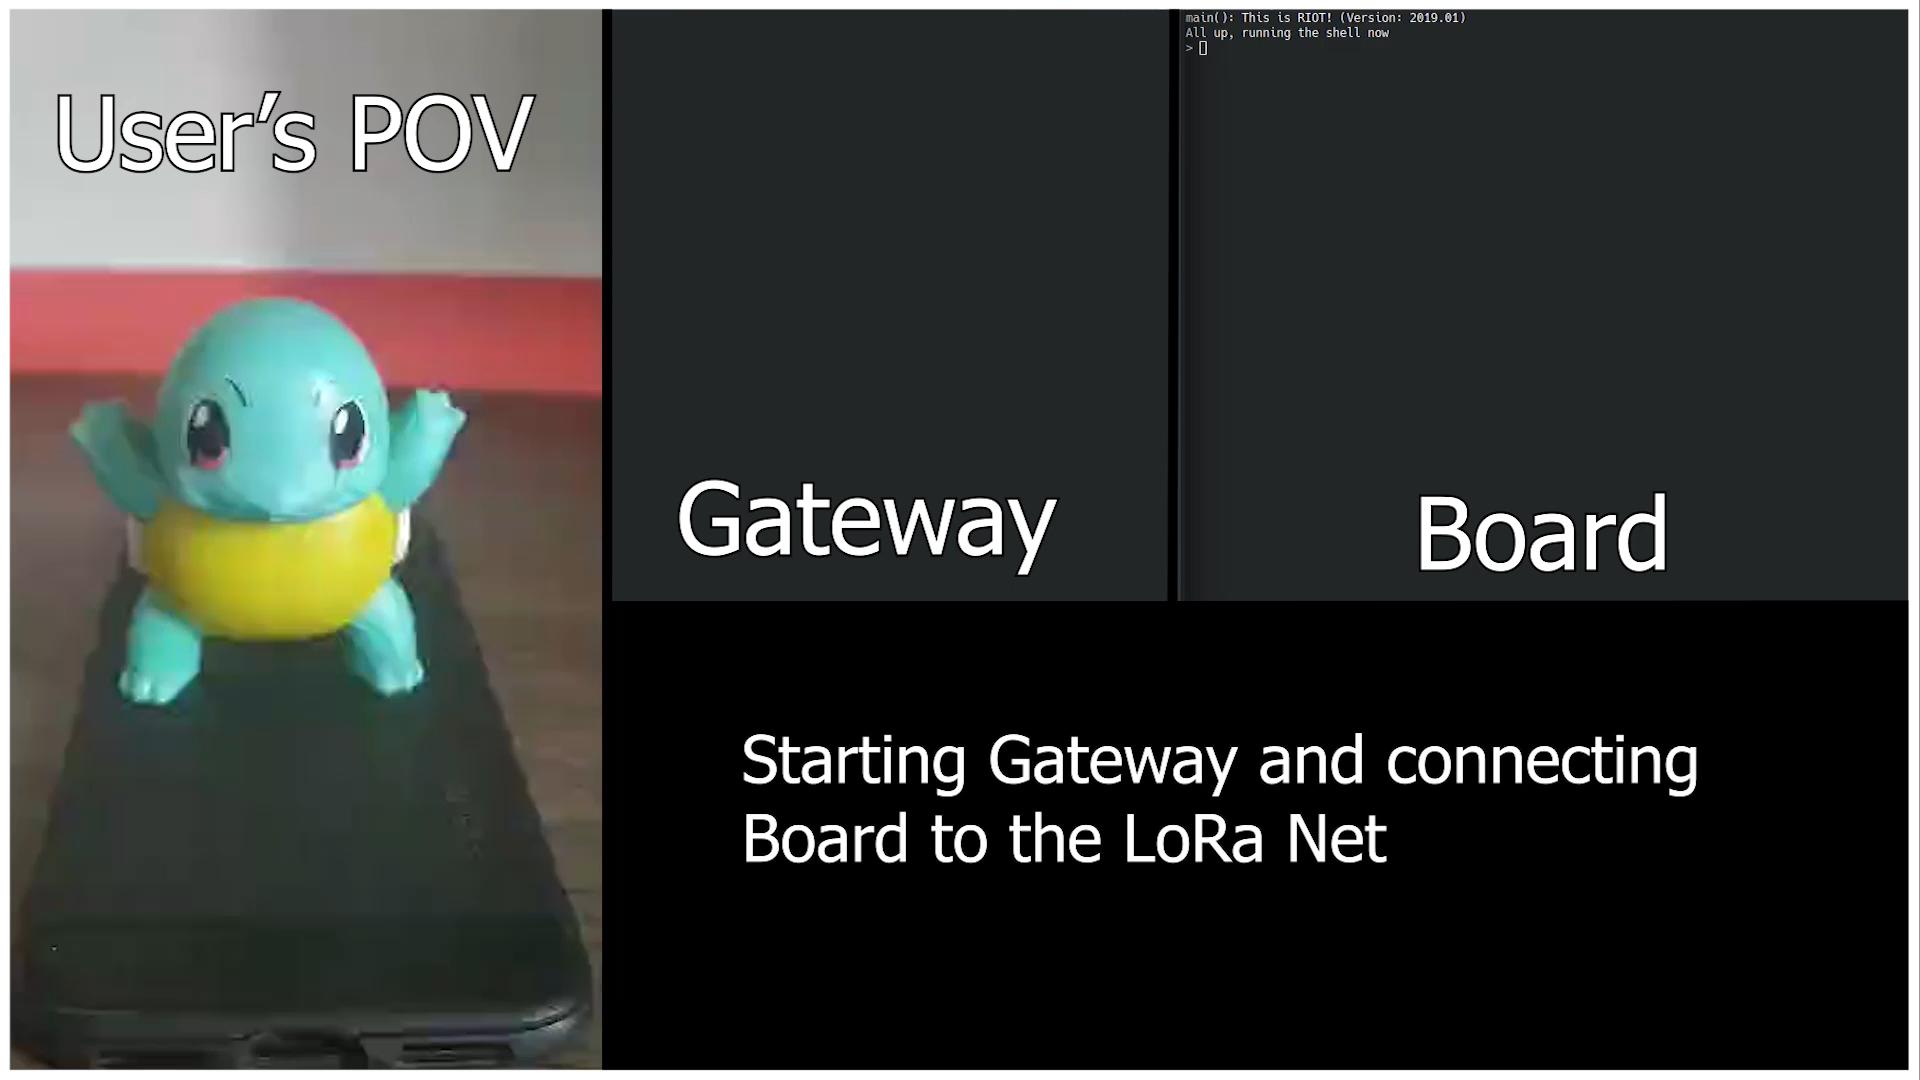 User's POV
main(): This is RIOT! (Version: 2019.01)
All up, running the shell now
>
Gateway
Board
Starting Gateway and connecting
Board to the LoRa Net